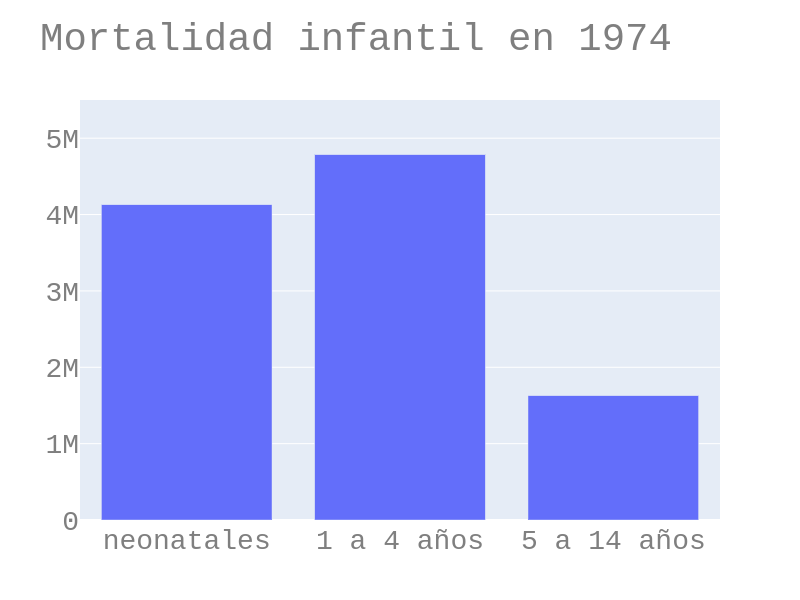 Mortalidad infantil en 1974
5M
4M
3M
2M
1M
0
neonatales 1 a 4 años 5 a 14 años